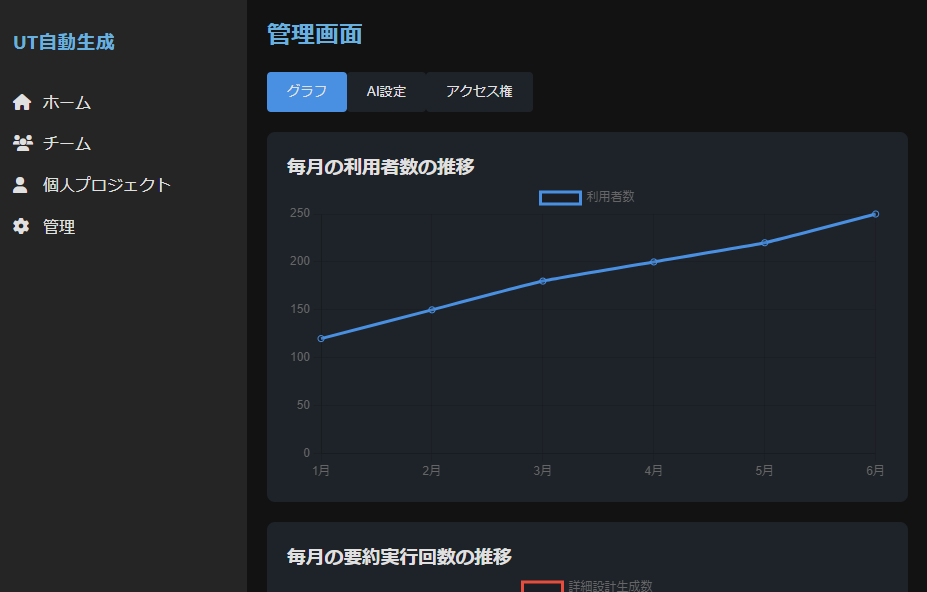 UT自動生成
ホーム
チーム
個人プロジェクト
管理
管理画面
グラフ AI設定 アクセス権
毎月の利用者数の推移
利用者数
250
200
150
100
50
0
1月 2月 3月 4月 5月 6月
毎月の要約実行回数の推移
詳細設計生成数